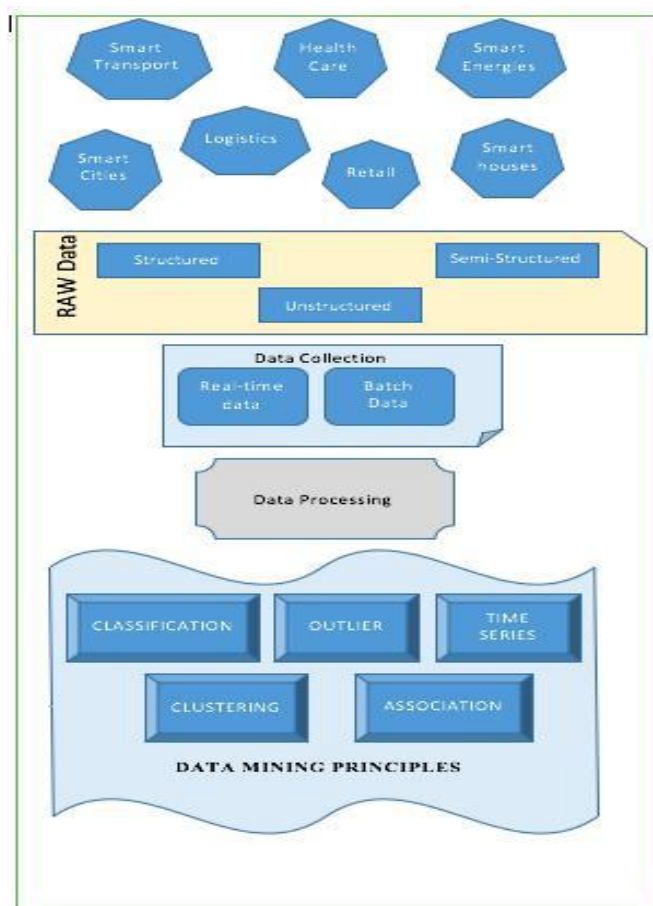 Smart
Transport
Health
Care
Smart
Energies
Logistics
Smart
Cities
Retail
Smart
houses
RAW Data
Structured
Semi-Structured
Unstructured
Data Collection
Real-time
data
Batch
Data
Data Processing
CLASSIFICATION
OUTLIER
TIME
SERIES
CLUSTERING
ASSOCIATION
DATA MINING PRINCIPLES